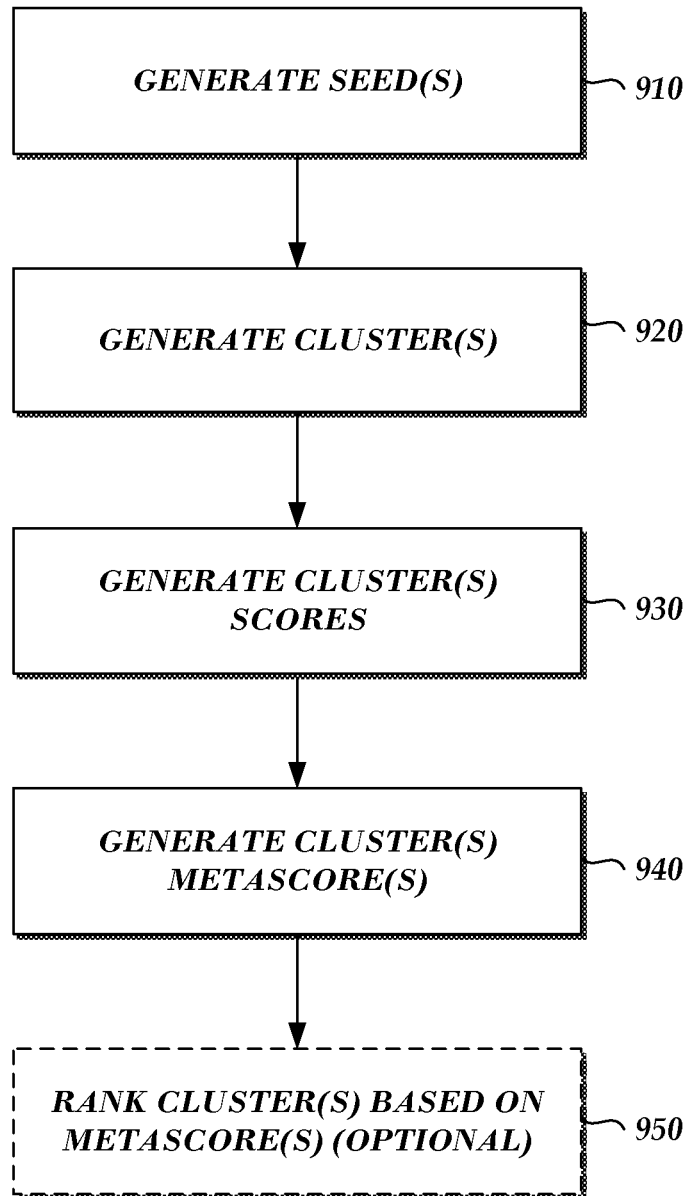 GENERATE SEED(S)
910
GENERATE CLUSTER(S)
920
GENERATE CLUSTER(S)
SCORES
930
GENERATE CLUSTER(S)
METASCORE(S)
940
RANK CLUSTER(S) BASED ON
METASCORE(S) (OPTIONAL)
950